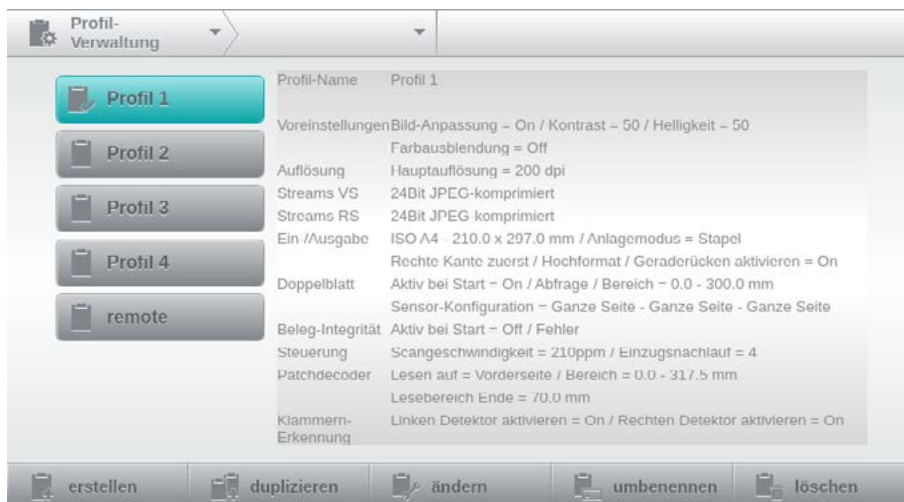 Profil-
Verwaltung
Profil 1
Profil 2
Profil 3
Profil 4
remote
Profil-Name Profil 1
Voreinstellungen Bild-Anpassung = On / Kontrast = 50 / Helligkeit = 50
Farbausblendung = Off
Auflösung Hauptauflösung = 200 dpi
Streams VS 24Bit JPEG-komprimiert
Streams RS 24Bit JPEG-komprimiert
Ein-/Ausgabe ISO A4 - 210.0 x 297.0 mm / Anlagemodus = Stapel
Rechte Kante zuerst / Hochformat / Geraderücken aktivieren = On
Doppelblatt Aktiv bei Start = On / Abfrage / Bereich = 0.0 - 300.0 mm
Sensor-Konfiguration = Ganze Seite - Ganze Seite - Ganze Seite
Beleg-Integrität Aktiv bei Start = Off / Fehler
Steuerung Scangeschwindigkeit = 210ppm / Einzugsnachlauf = 4
Patchdecoder Lesen auf = Vorderseite / Bereich = 0.0 - 317.5 mm
Lesebereich Ende = 70.0 mm
Klammern- Linken Detektor aktivieren = On / Rechten Detektor aktivieren = On
Erkennung
erstellen duplizieren ändern umbenennen löschen